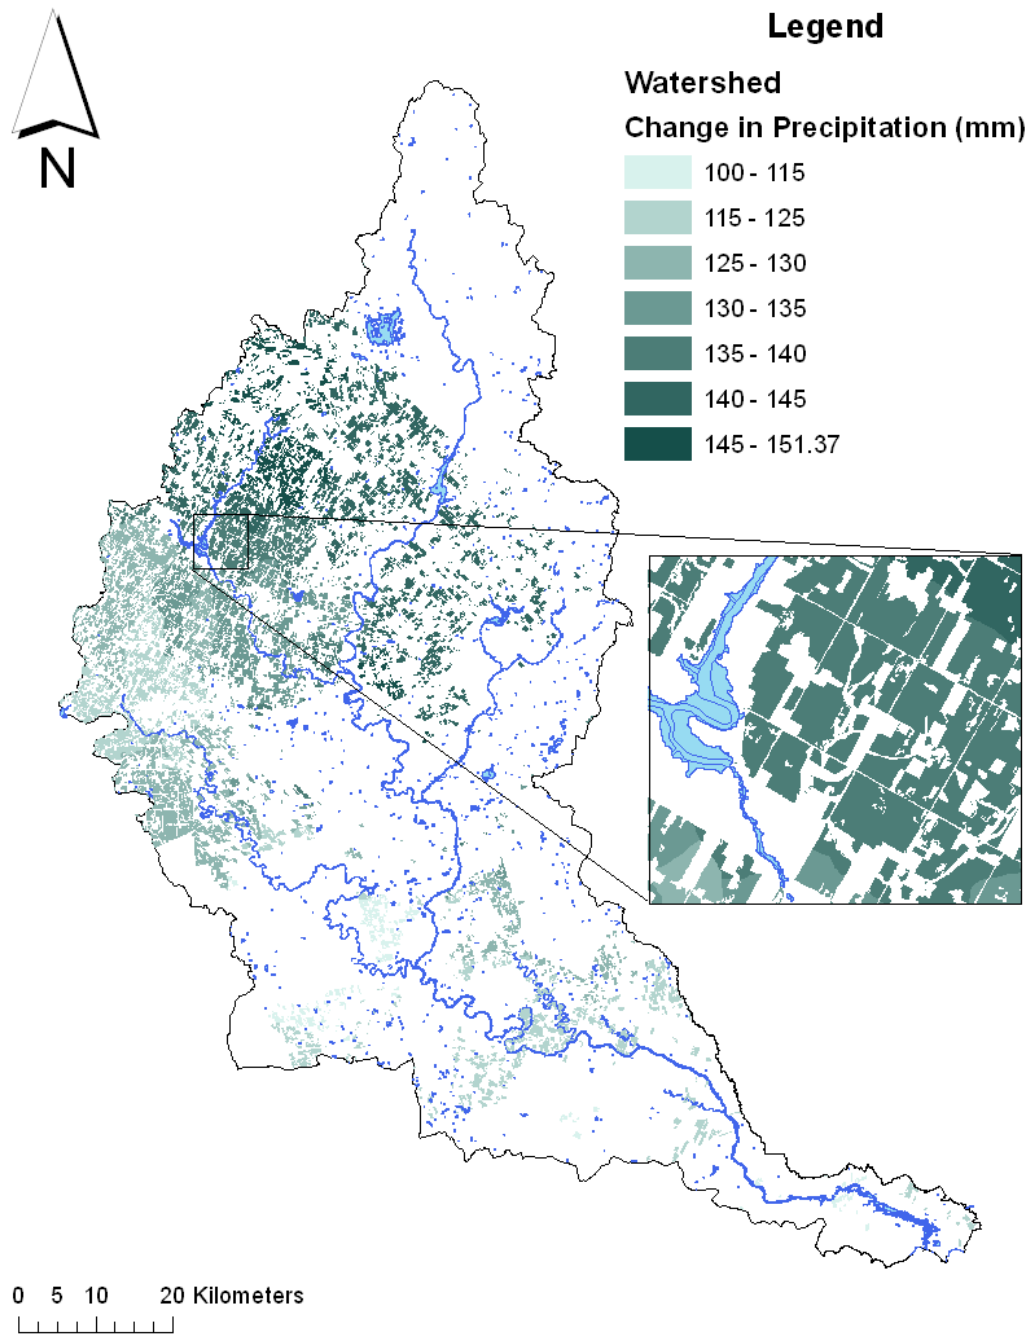 Legend
Watershed
Change in Precipitation (mm)
100 - 115
115 - 125
125 - 130
130 - 135
135 - 140
140 - 145
145 - 151.37
N
0 5 10 20 Kilometers